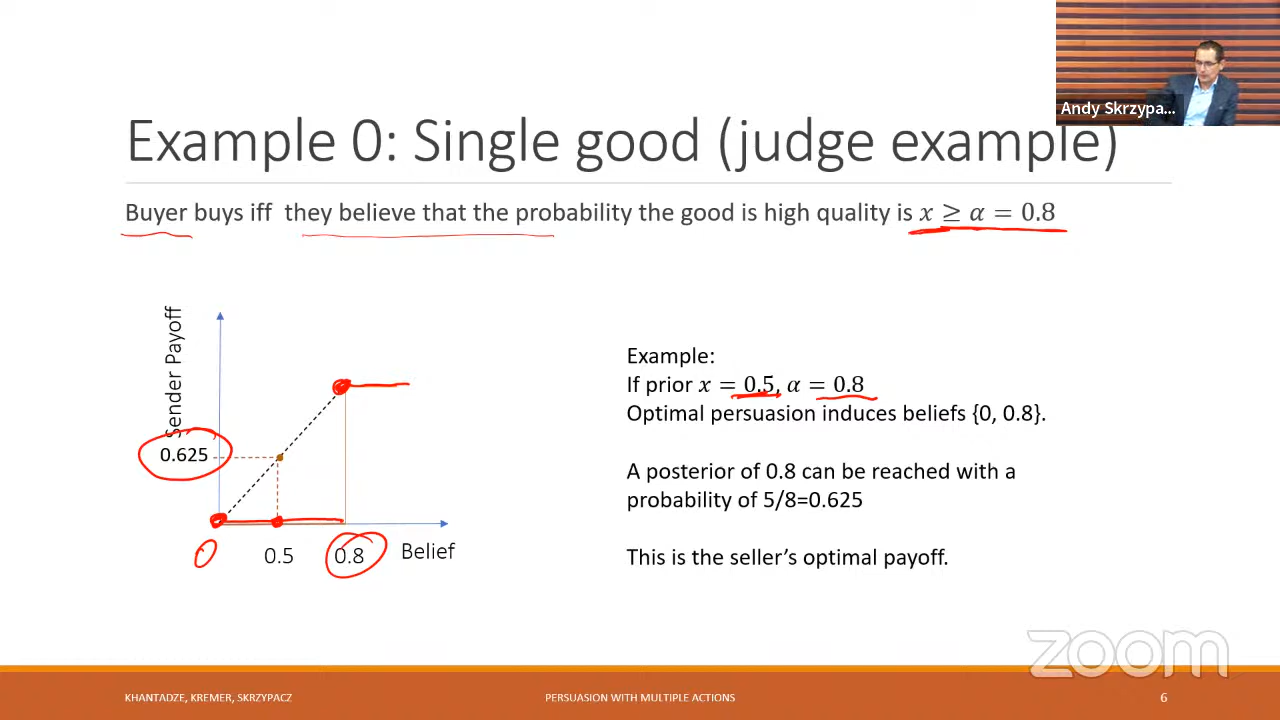 Andy Skrzypa...
Example 0: Single good (judge example)
Buyer buys iff they believe that the probability the good is high quality is 𝑥 ≥ 𝛼 = 0.8
Sender Payoff
0.625
0
0.5
0.8
Belief
Example:
If prior 𝑥 = 0.5, 𝛼 = 0.8
Optimal persuasion induces beliefs {0, 0.8}.
A posterior of 0.8 can be reached with a
probability of 5/8=0.625
This is the seller’s optimal payoff.
zoom
KHANTADZE, KREMER, SKRZYPACZ
PERSUASION WITH MULTIPLE ACTIONS
6